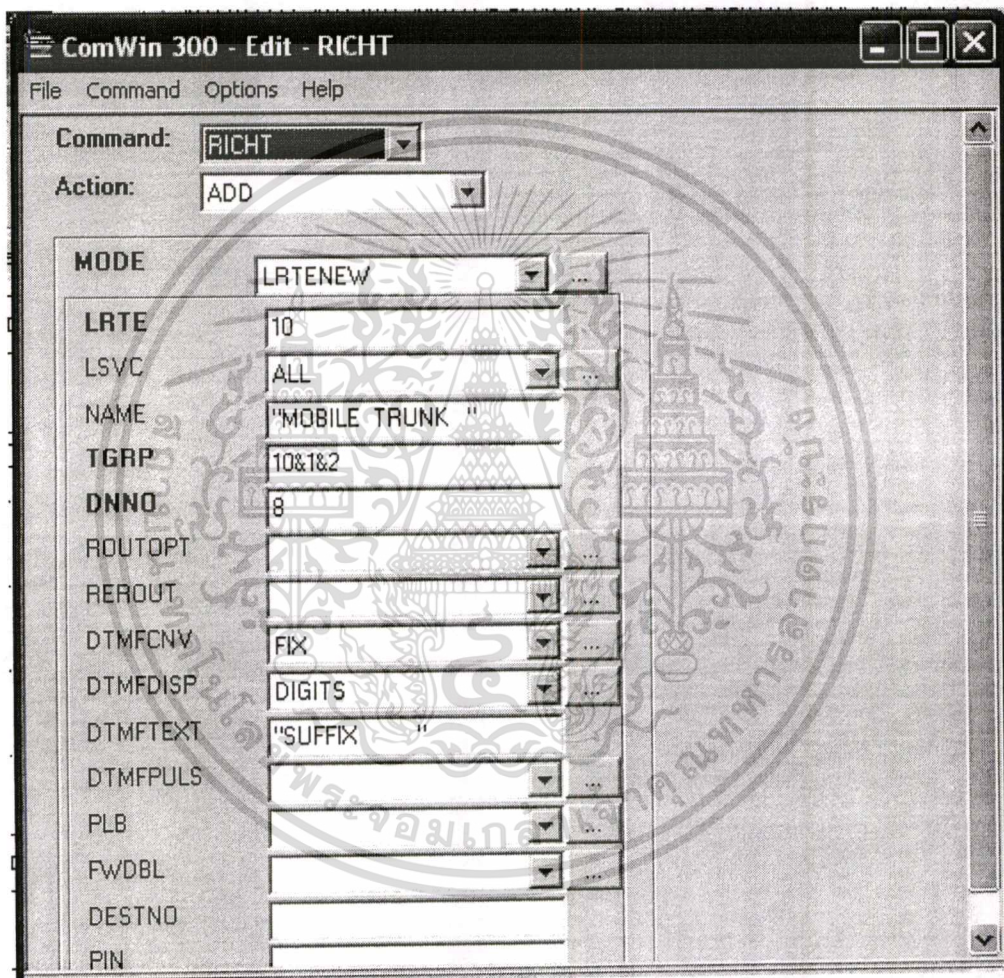 ComWin 300 - Edit - RICHT
File Command Options Help
Command: RICHT
Action: ADD
MODE LRTENEW ...
LRTE 10
LSVC ALL ...
NAME "MOBILE TRUNK "
TGRP 10&1&2
DNNO 8
ROUTOPT ...
REROUT ...
DTMFCNV FIX ...
DTMFDISP DIGITS ...
DTMFTEXT "SUFFIX "
DTMFPULS ...
PLB ...
FWDBL ...
DESTNO
PIN